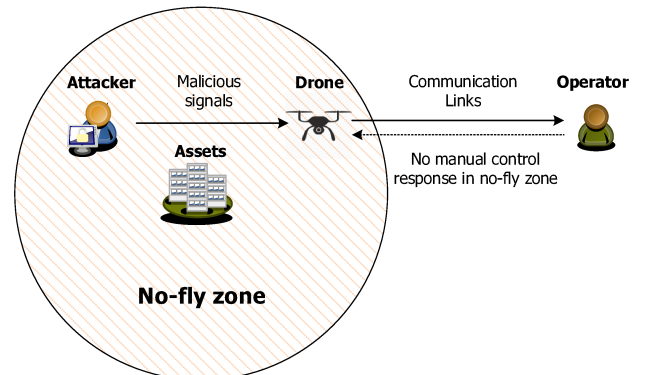 Attacker
Malicious
signals
Drone
Communication
Links
Operator
Assets
No manual control
response in no-fly zone
No-fly zone